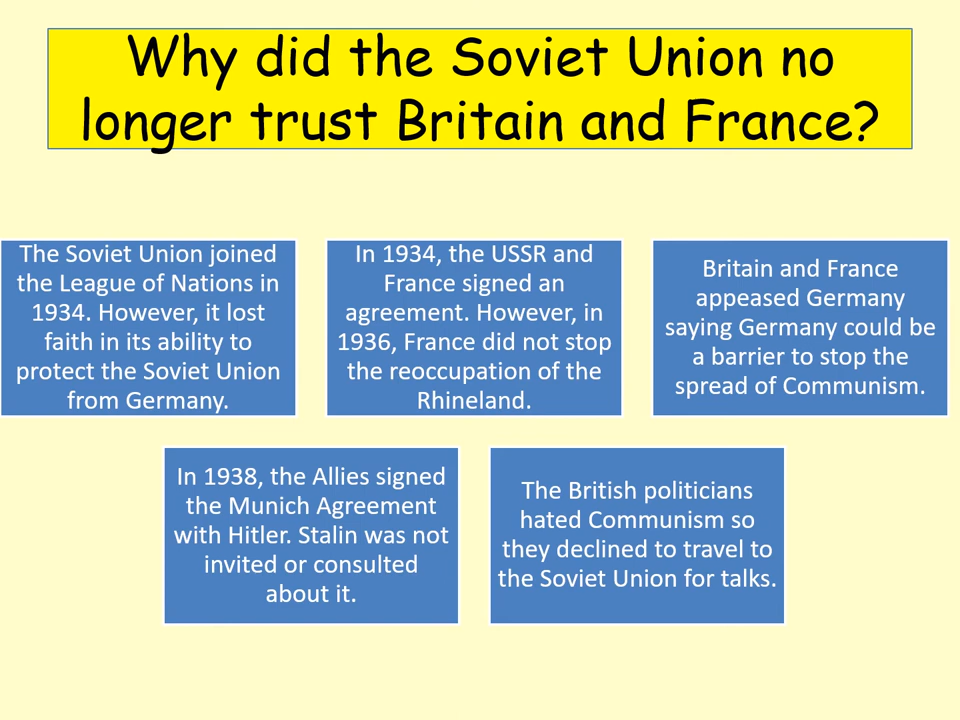 Why did the Soviet Union no
longer trust Britain and France?
The Soviet Union joined
the League of Nations in
1934. However, it lost
faith in its ability to
protect the Soviet Union
from Germany.
In 1934, the USSR and
France signed an
agreement. However, in
1936, France did not stop
the reoccupation of the
Rhineland.
Britain and France
appeased Germany
saying Germany could be
a barrier to stop the
spread of Communism.
In 1938, the Allies signed
the Munich Agreement
with Hitler. Stalin was not
invited or consulted
about it.
The British politicians
hated Communism so
they declined to travel to
the Soviet Union for talks.